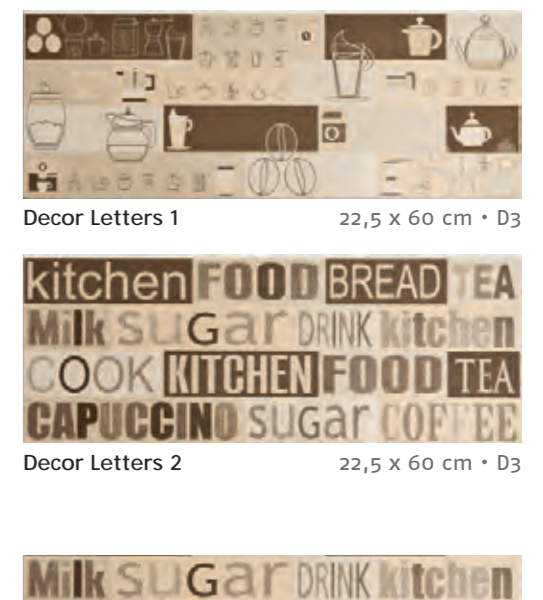 Decor Letters 1 22,5 x 60 cm • D3
kitchen FOOD BREAD TEA
Milk suGar DRINK kitchen
COOK KITCHEN FOOD TEA
CAPUCCINO sugar COFFEE
Decor Letters 2 22,5 x 60 cm • D3
Milk suGar DRINK kitchen